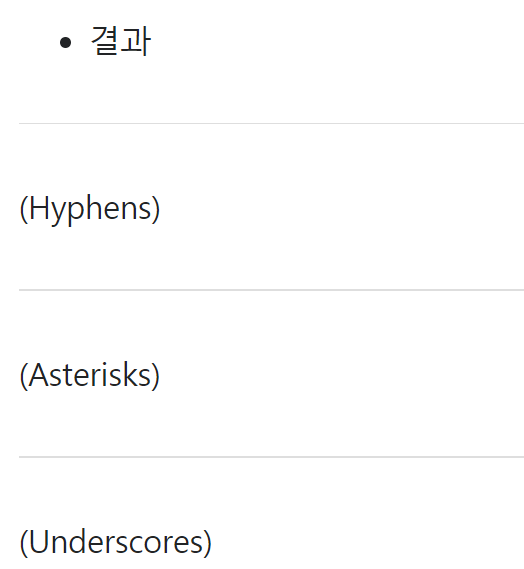 결과
(Hyphens)
(Asterisks)
(Underscores)